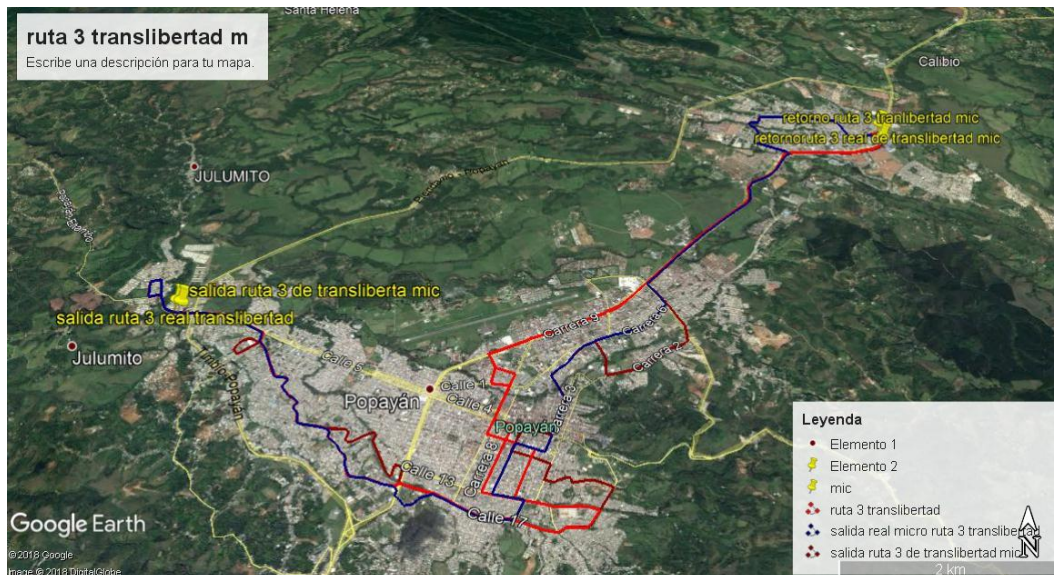 Santa Helena
ruta 3 translibertad m
Escribe una descripción para tu mapa.
Calibio
retorno ruta 3 tranlibertad mic
retornoruta 3 real de translibertad mic
JULUMITO
salida ruta 3 de transliberta mic
salida ruta 3 real translibertad
Julumito
Carrera 9
Carrera 6
Carrera 2
Calle 5
Calle 1
Calle 4
Carrera 3
Popayán
Popayán
Carrera 8
Calle 13
Calle 17
Leyenda
Elemento 1
Elemento 2
mic
ruta 3 translibertad
salida real micro ruta 3 translibertad
salida ruta 3 de translibertad mic
N
2 km
Google Earth
©2018 Google
Image © 2018 DigitalGlobe